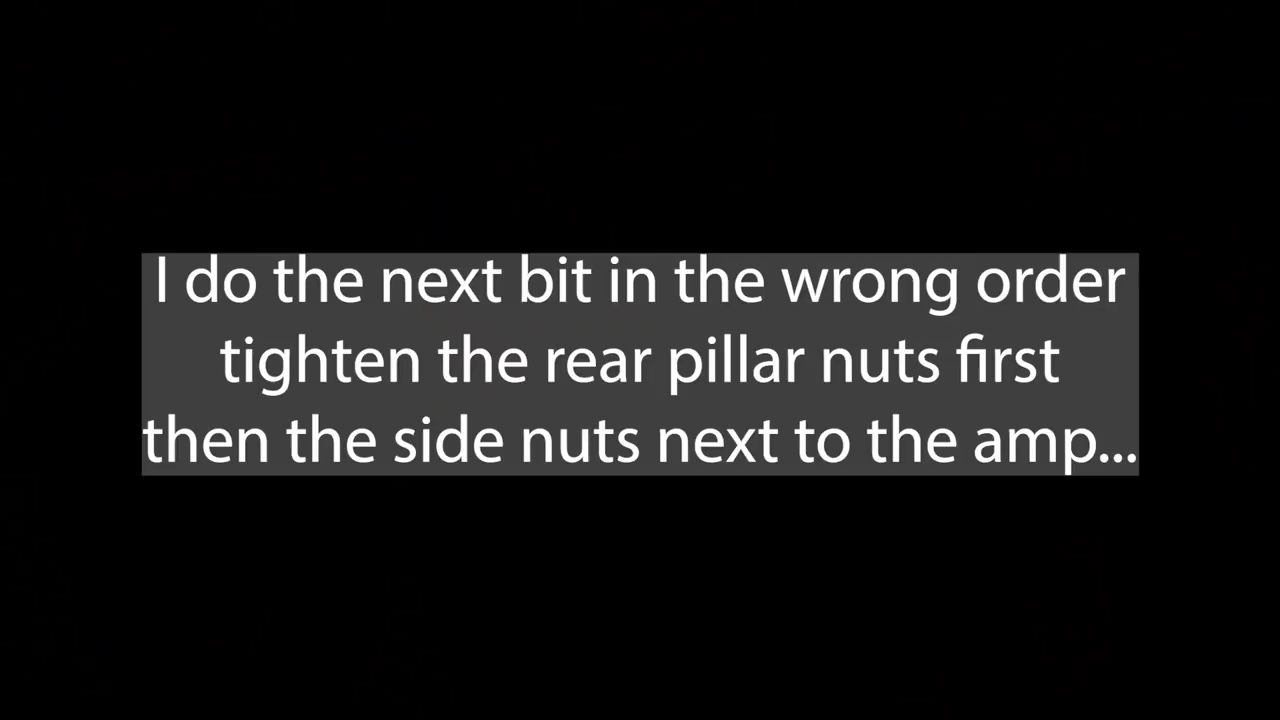 I do the next bit in the wrong order
tighten the rear pillar nuts first
then the side nuts next to the amp...